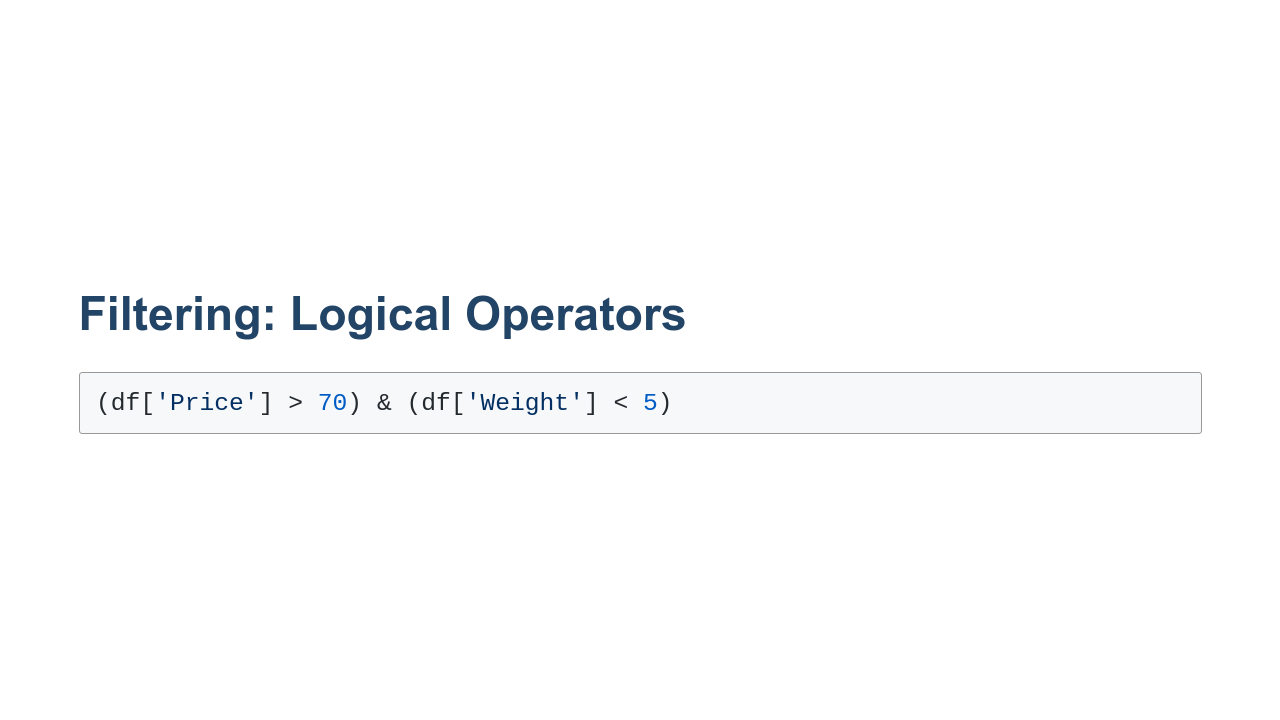 Filtering: Logical Operators
(df['Price'] > 70) & (df['Weight'] < 5)